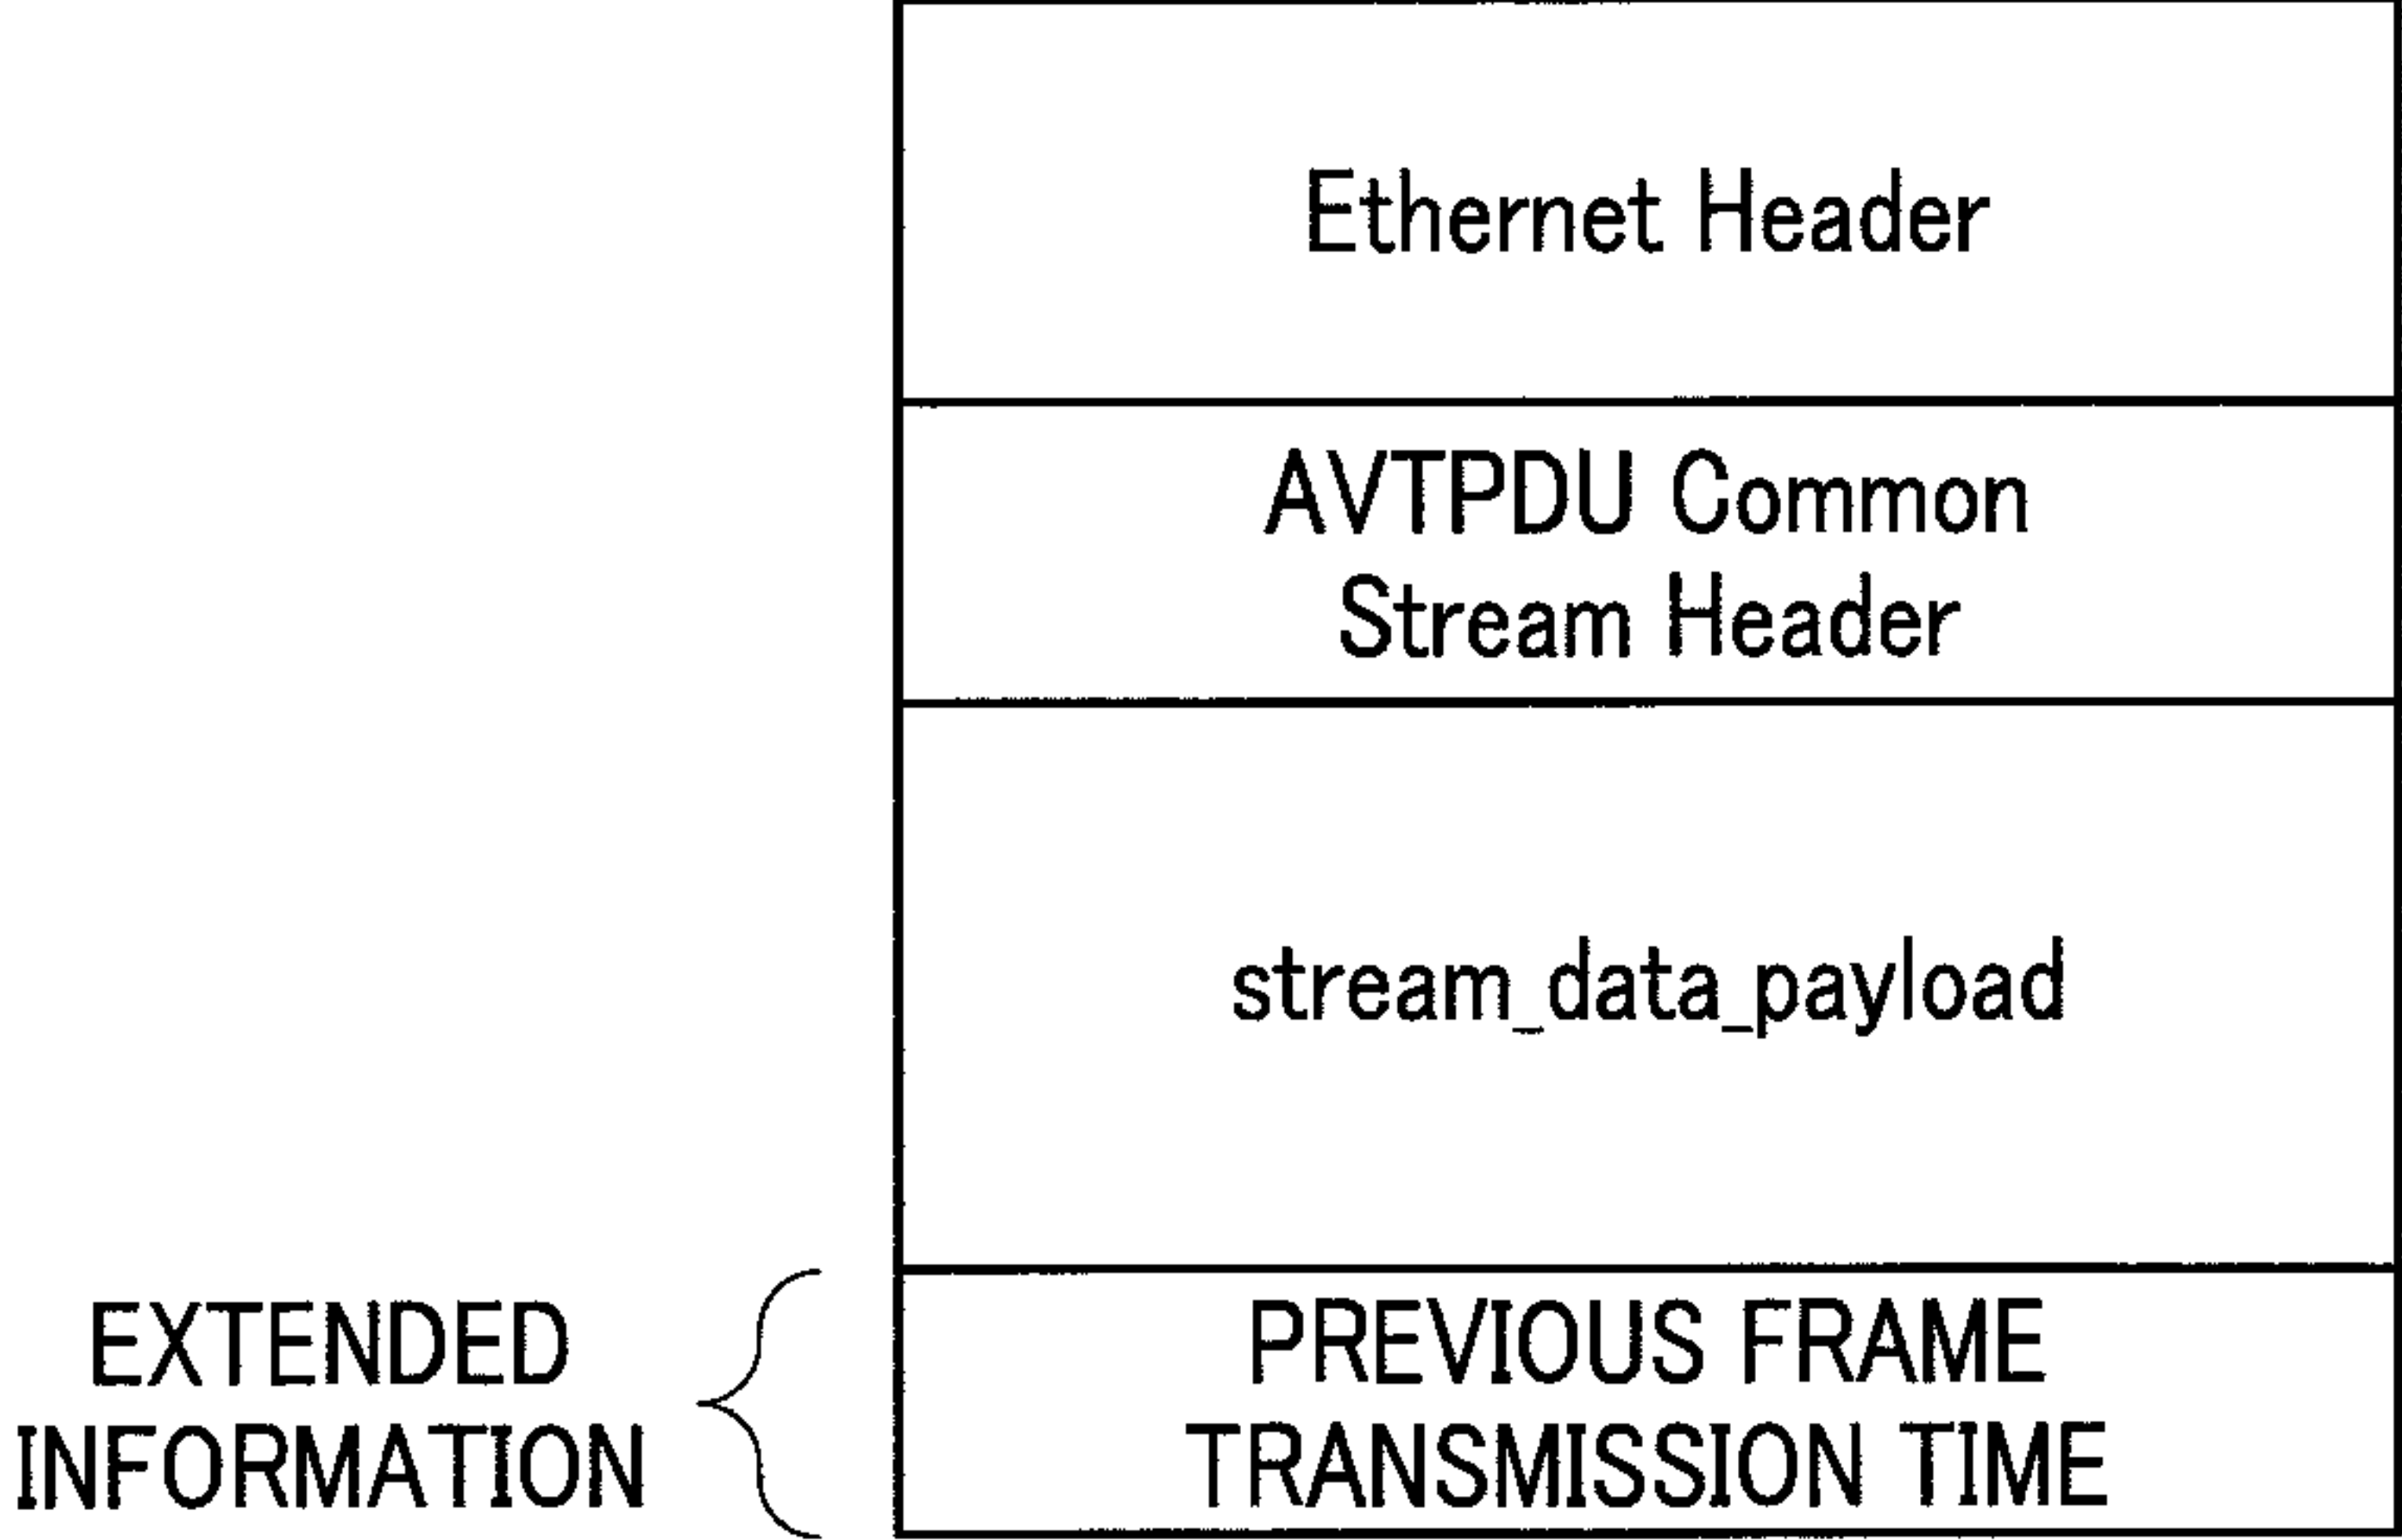 Ethernet Header
AVTPDU Common
Stream Header
stream_data_payload
EXTENDED
INFORMATION
PREVIOUS FRAME
TRANSMISSION TIME